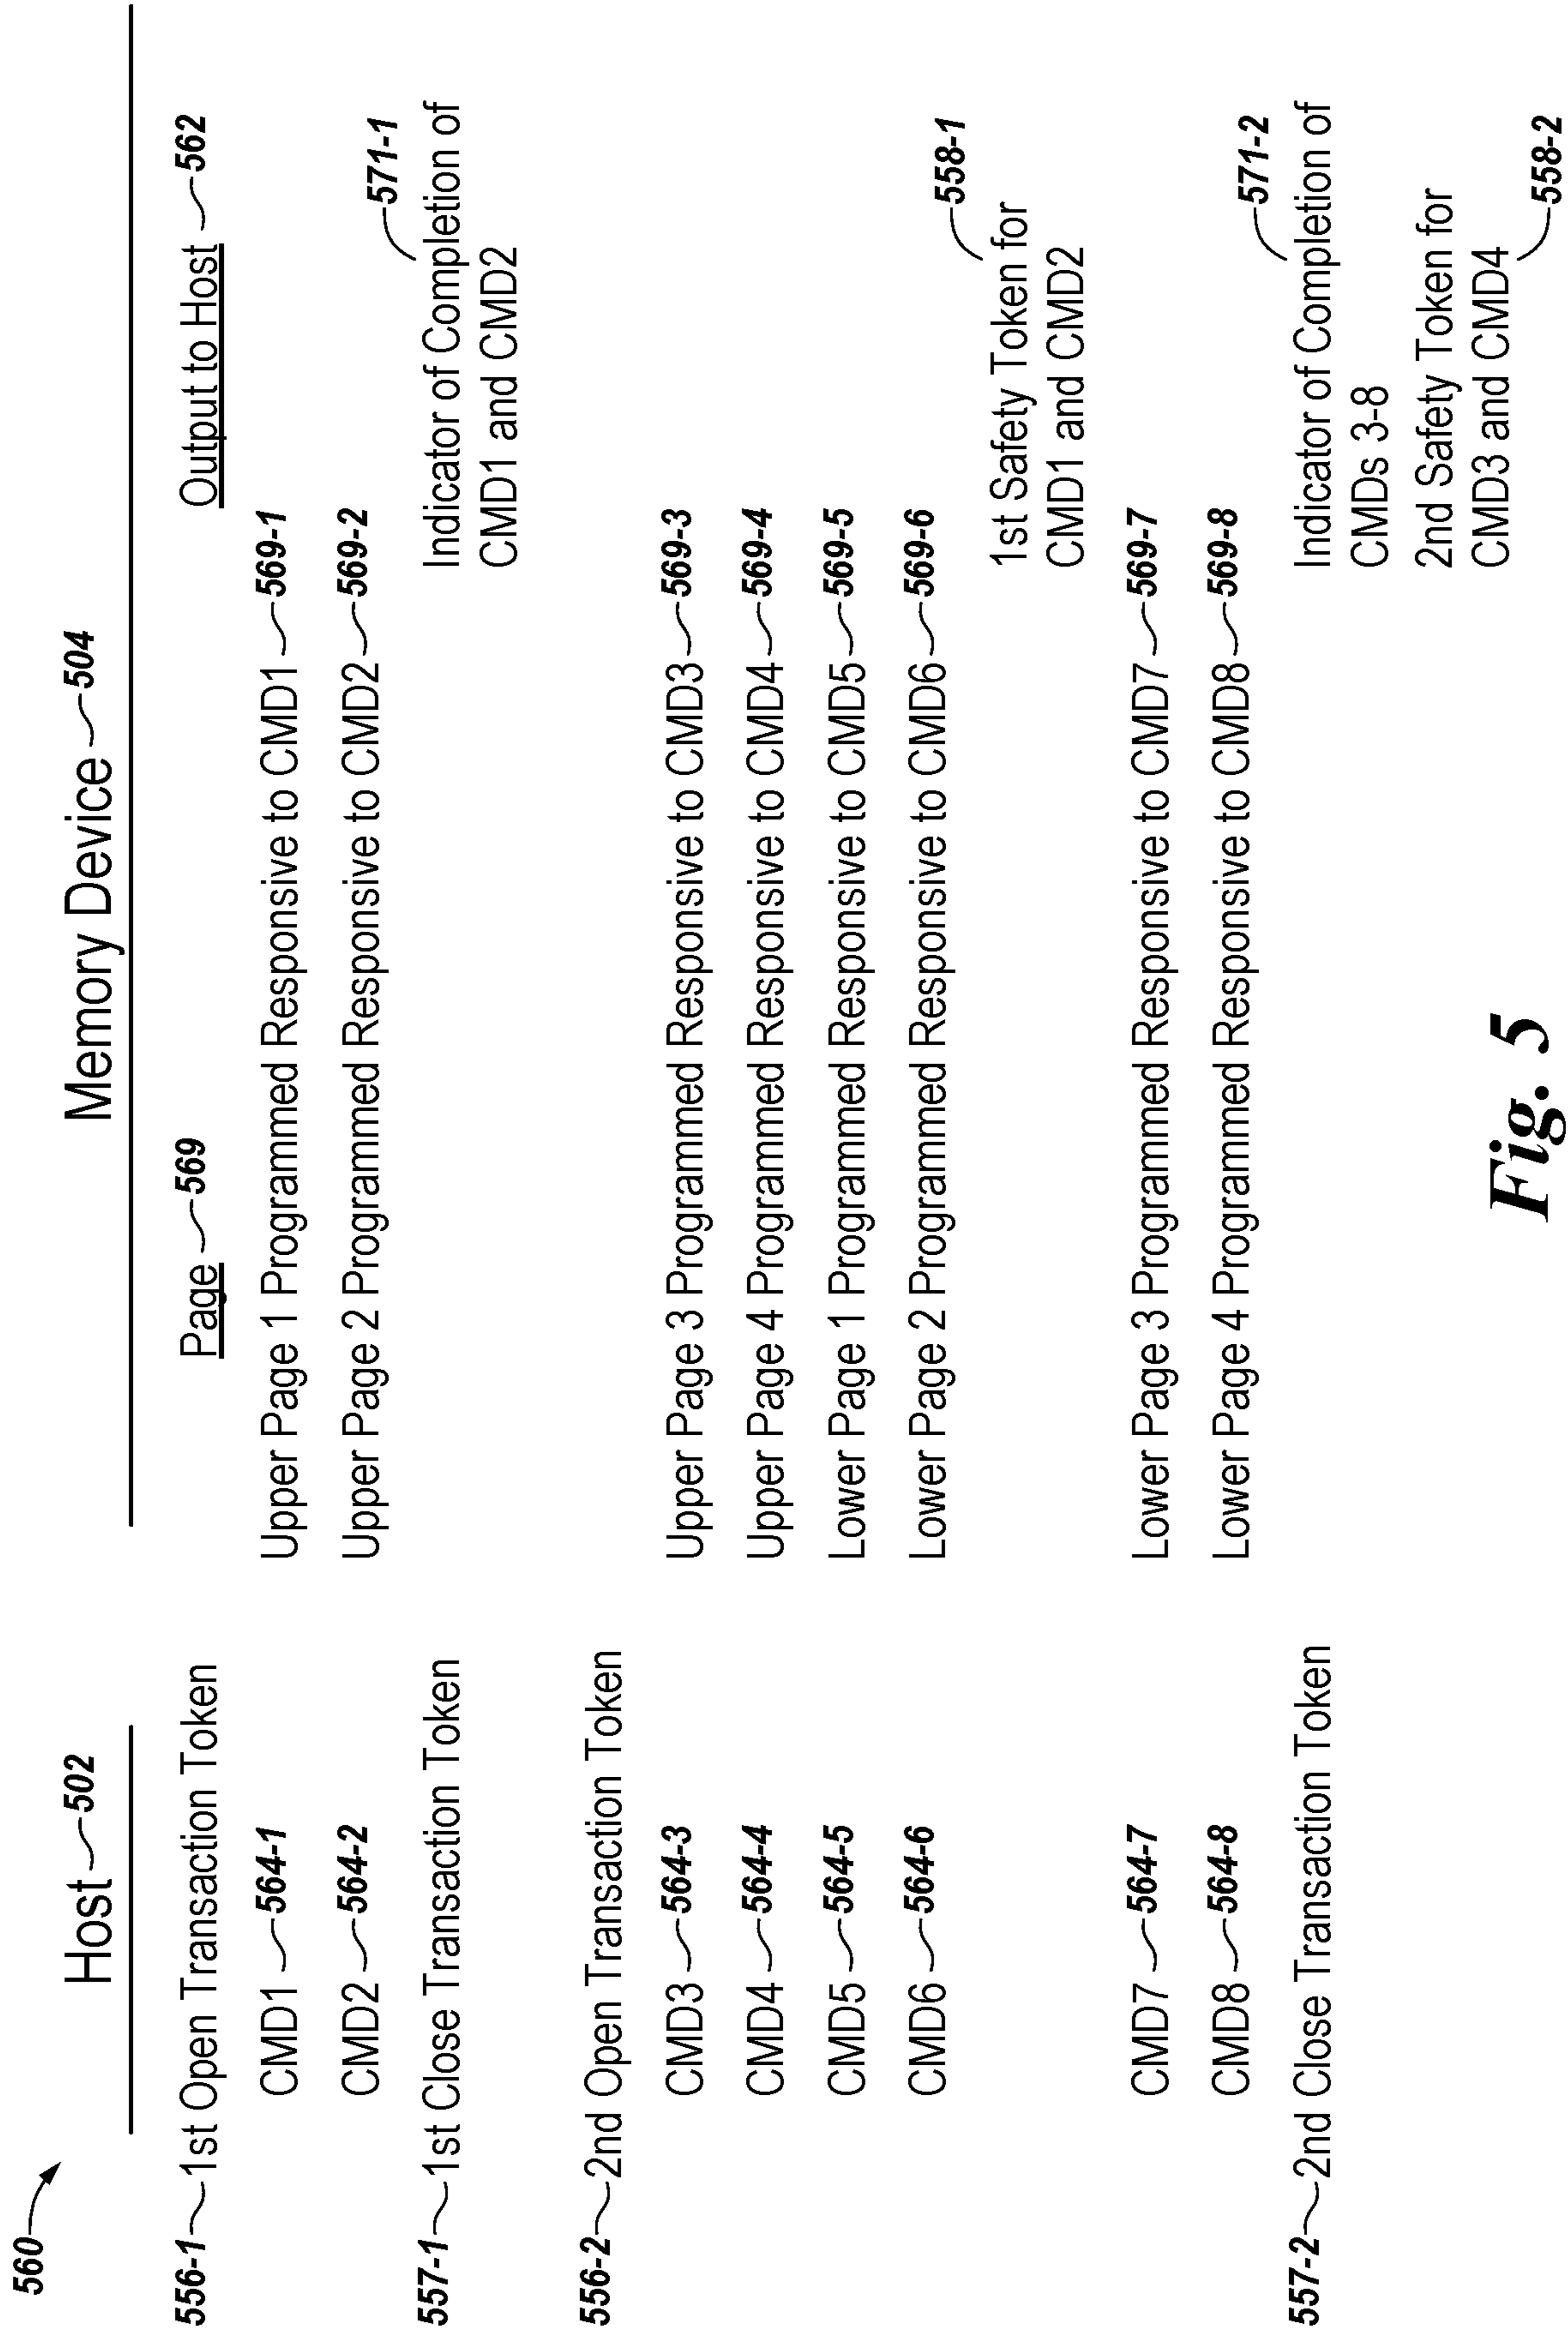 560
Host 502
Memory Device 504
556-1 1st Open Transaction Token
Page 569
Output to Host 562
CMD1 564-1
Upper Page 1 Programmed Responsive to CMD1 569-1
CMD2 564-2
Upper Page 2 Programmed Responsive to CMD2 569-2
571-1
557-1 1st Close Transaction Token
Indicator of Completion of
CMD1 and CMD2
556-2 2nd Open Transaction Token
CMD3 564-3
Upper Page 3 Programmed Responsive to CMD3 569-3
CMD4 564-4
Upper Page 4 Programmed Responsive to CMD4 569-4
CMD5 564-5
Lower Page 1 Programmed Responsive to CMD5 569-5
CMD6 564-6
Lower Page 2 Programmed Responsive to CMD6 569-6
558-1
1st Safety Token for
CMD1 and CMD2
CMD7 564-7
Lower Page 3 Programmed Responsive to CMD7 569-7
CMD8 564-8
Lower Page 4 Programmed Responsive to CMD8 569-8
571-2
557-2 2nd Close Transaction Token
Indicator of Completion of
CMDs 3-8
2nd Safety Token for
CMD3 and CMD4
558-2
Fig. 5